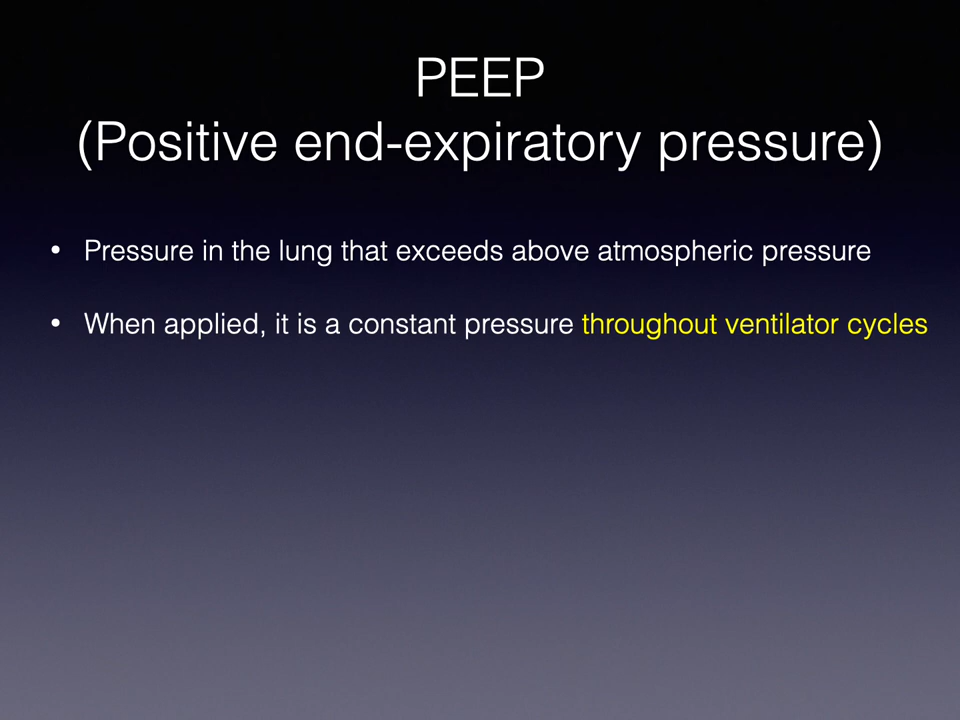 PEEP
(Positive end-expiratory pressure)
• Pressure in the lung that exceeds above atmospheric pressure
• When applied, it is a constant pressure throughout ventilator cycles